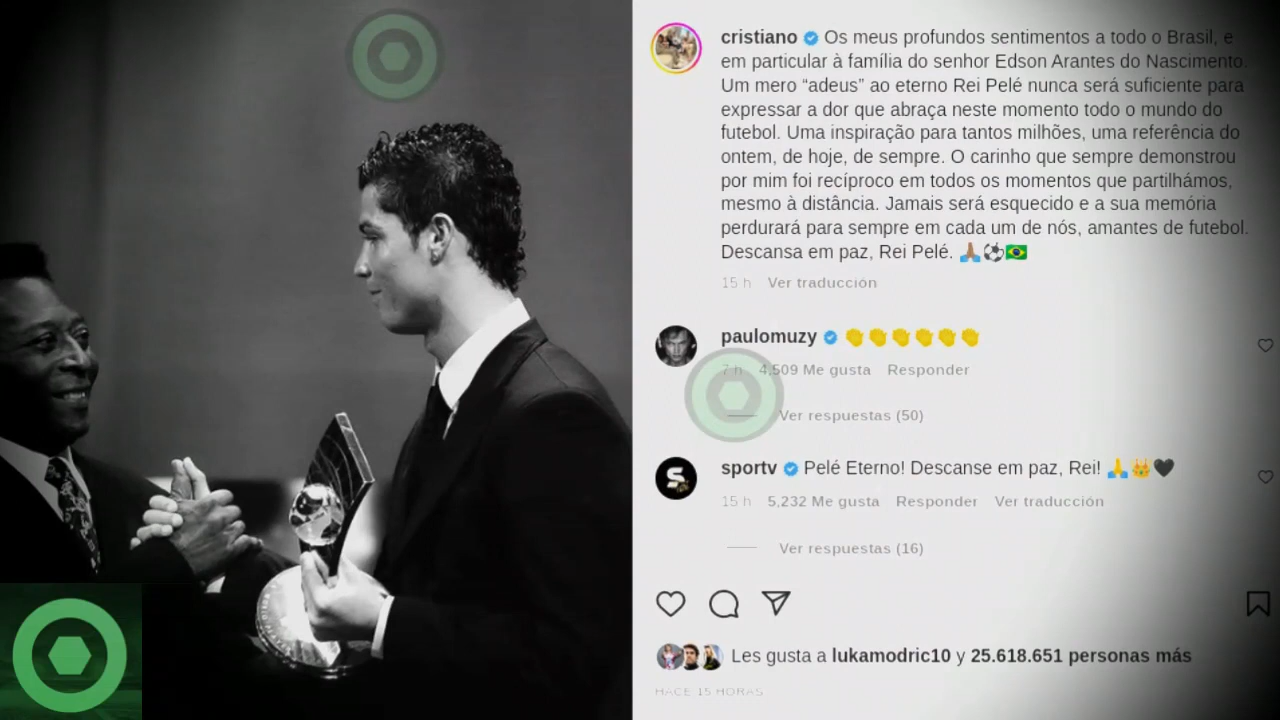 cristiano Os meus profundos sentimentos a todo o Brasil, e
em particular à família do senhor Edson Arantes do Nascimento.
Um mero “adeus” ao eterno Rei Pelé nunca será suficiente para
expressar a dor que abraça neste momento todo o mundo do
futebol. Uma inspiração para tantos milhões, uma referência do
ontem, de hoje, de sempre. O carinho que sempre demonstrou
por mim foi recíproco em todos os momentos que partilhámos,
mesmo à distância. Jamais será esquecido e a sua memória
perdurará para sempre em cada um de nós, amantes de futebol.
Descansa em paz, Rei Pelé. 🙏🏽⚽🇧🇷
15 h Ver traducción
paulomuzy 👏👏👏👏👏👏
7 h 4,509 Me gusta Responder
Ver respuestas (50)
sportv Pelé Eterno! Descanse em paz, Rei! 🙏👑🖤
15 h 5,232 Me gusta Responder Ver traducción
Ver respuestas (16)
Les gusta a lukamodric10 y 25.618.651 personas más
HACE 15 HORAS